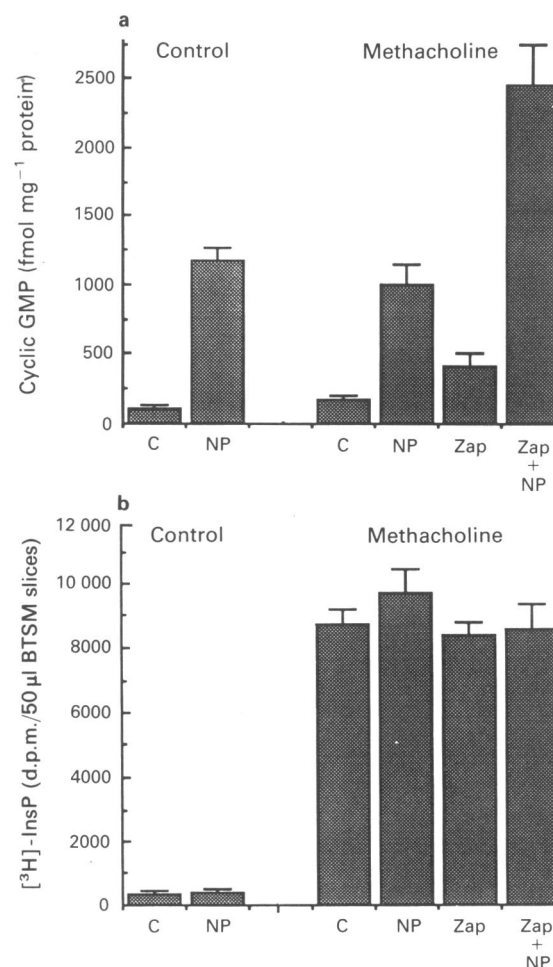 a
Control Methacholine
Cyclic GMP (fmol mg⁻¹ protein)
2500
2000
1500
1000
500
0
C NP C NP Zap Zap
+
NP
b
Control Methacholine
[³H]-InsP (d.p.m./50 µl BTSM slices)
12 000
10 000
8000
6000
4000
2000
0
C NP C NP Zap Zap
+
NP